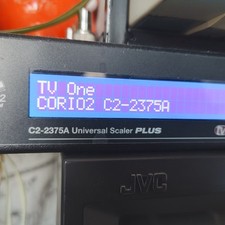 TV One
CORIO2 C2-2375A
C2-2375A Universal Scaler PLUS
JVC